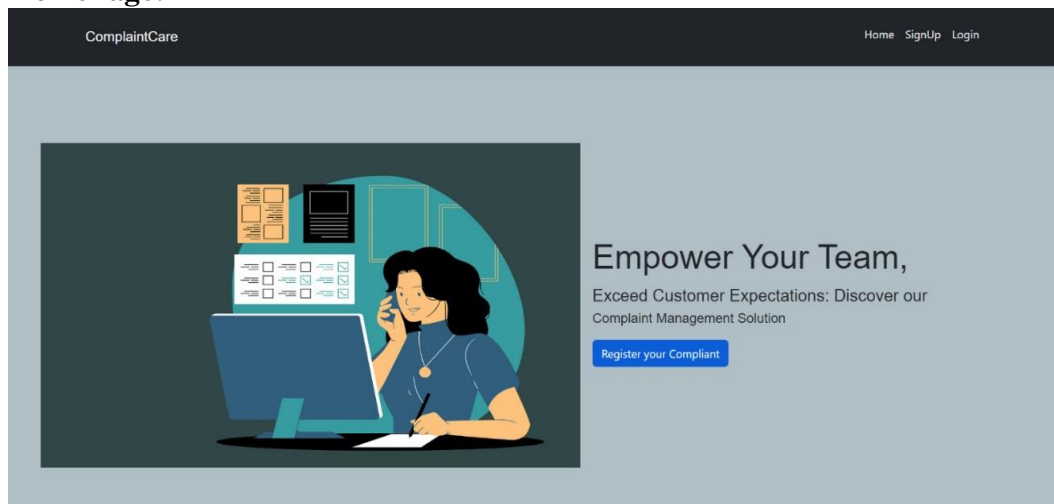 ComplaintCare
Home SignUp Login
Empower Your Team,
Exceed Customer Expectations: Discover our
Complaint Management Solution
Register your Compliant